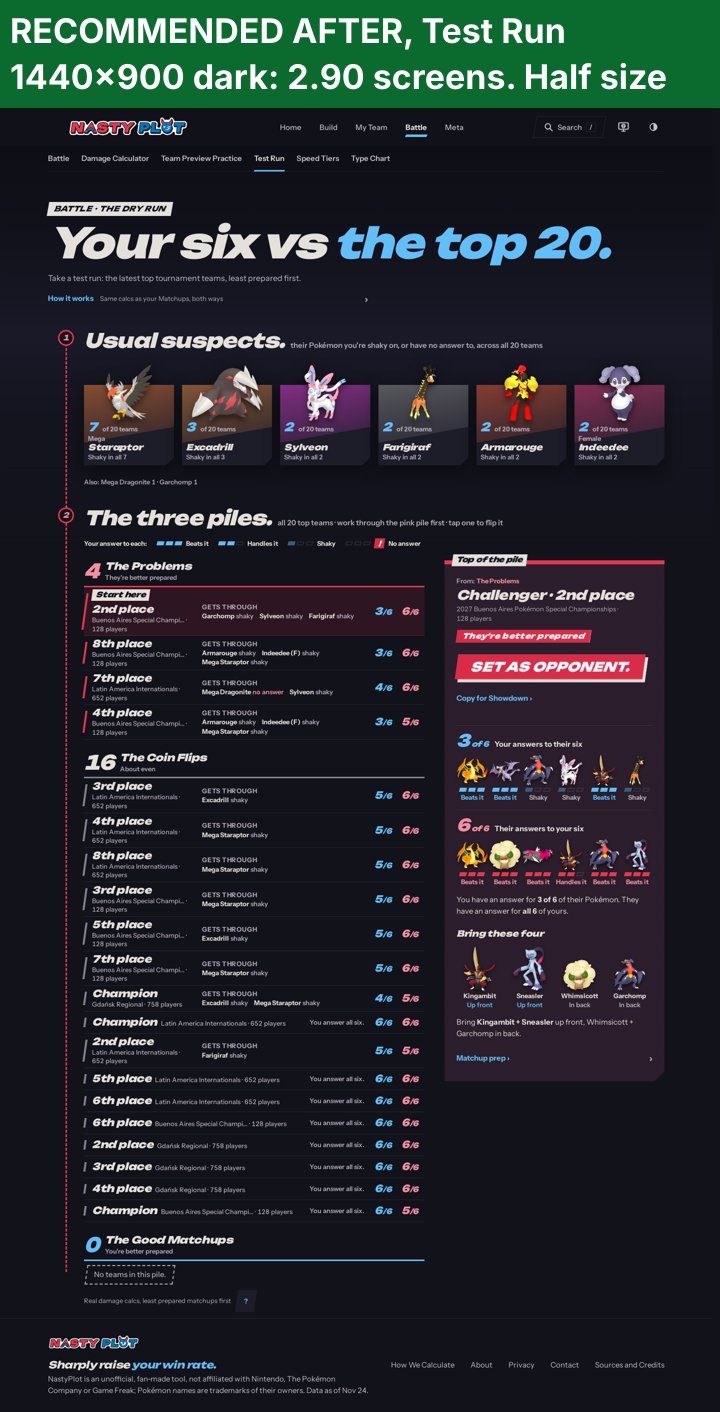 RECOMMENDED AFTER, Test Run
1440×900 dark: 2.90 screens. Half size
NASTY PLOT
Home
Build
My Team
Battle
Meta
Search /
Battle
Damage Calculator
Team Preview Practice
Test Run
Speed Tiers
Type Chart
BATTLE · THE DRY RUN
Your six vs the top 20.
Take a test run: the latest top tournament teams, least prepared first.
How it works Same calcs as your Matchups, both ways ›
1
Usual suspects. their Pokémon you're shaky on, or have no answer to, across all 20 teams
7 of 20 teams
Mega
Staraptor
Shaky in all 7
3 of 20 teams
Excadrill
Shaky in all 3
2 of 20 teams
Sylveon
Shaky in all 2
2 of 20 teams
Farigiraf
Shaky in all 2
2 of 20 teams
Armarouge
Shaky in all 2
2 of 20 teams
Female
Indeedee
Shaky in all 2
Also: Mega Dragonite 1 · Garchomp 1
2
The three piles. all 20 top teams · work through the pink pile first · tap one to flip it
Your answer to each: Beats it Handles it Shaky ! No answer
4 The Problems
They're better prepared
Start here
2nd place
Buenos Aires Special Champi… ·
128 players
GETS THROUGH
Garchomp shaky Sylveon shaky Farigiraf shaky
3/6 6/6
8th place
Buenos Aires Special Champi… ·
128 players
GETS THROUGH
Armarouge shaky Indeedee (F) shaky
Mega Staraptor shaky
3/6 6/6
7th place
Latin America Internationals ·
652 players
GETS THROUGH
Mega Dragonite no answer Sylveon shaky
4/6 6/6
4th place
Buenos Aires Special Champi… ·
128 players
GETS THROUGH
Armarouge shaky Indeedee (F) shaky
Mega Staraptor shaky
3/6 5/6
16 The Coin Flips
About even
3rd place
Latin America Internationals ·
652 players
GETS THROUGH
Excadrill shaky
5/6 6/6
4th place
Latin America Internationals ·
652 players
GETS THROUGH
Mega Staraptor shaky
5/6 6/6
8th place
Latin America Internationals ·
652 players
GETS THROUGH
Mega Staraptor shaky
5/6 6/6
3rd place
Buenos Aires Special Champi… ·
128 players
GETS THROUGH
Mega Staraptor shaky
5/6 6/6
5th place
Buenos Aires Special Champi… ·
128 players
GETS THROUGH
Excadrill shaky
5/6 6/6
7th place
Buenos Aires Special Champi… ·
128 players
GETS THROUGH
Mega Staraptor shaky
5/6 6/6
Champion
Gdańsk Regional · 758 players
GETS THROUGH
Excadrill shaky Mega Staraptor shaky
4/6 5/6
Champion Latin America Internationals · 652 players You answer all six. 6/6 6/6
2nd place
Latin America Internationals ·
652 players
GETS THROUGH
Farigiraf shaky
5/6 5/6
5th place Latin America Internationals · 652 players You answer all six. 6/6 6/6
6th place Latin America Internationals · 652 players You answer all six. 6/6 6/6
6th place Buenos Aires Special Champi… · 128 players You answer all six. 6/6 6/6
2nd place Gdańsk Regional · 758 players You answer all six. 6/6 6/6
3rd place Gdańsk Regional · 758 players You answer all six. 6/6 6/6
4th place Gdańsk Regional · 758 players You answer all six. 6/6 6/6
Champion Buenos Aires Special Champi… · 128 players You answer all six. 6/6 5/6
0 The Good Matchups
You're better prepared
No teams in this pile.
Real damage calcs, least prepared matchups first ?
Top of the pile
From: The Problems
Challenger · 2nd place
2027 Buenos Aires Pokémon Special Championships ·
128 players
They're better prepared
SET AS OPPONENT.
Copy for Showdown ›
3 of 6 Your answers to their six
Beats it Beats it Shaky Shaky Beats it Shaky
6 of 6 Their answers to your six
Beats it Beats it Beats it Handles it Beats it Beats it
You have an answer for 3 of 6 of their Pokémon. They
have an answer for all 6 of yours.
Bring these four
Kingambit
Up front
Sneasler
Up front
Whimsicott
In back
Garchomp
In back
Bring Kingambit + Sneasler up front, Whimsicott +
Garchomp in back.
Matchup prep › ›
NASTY PLOT
Sharply raise your win rate.
NastyPlot is an unofficial, fan-made tool, not affiliated with Nintendo, The Pokémon
Company or Game Freak; Pokémon names are trademarks of their owners. Data as of Nov 24.
How We Calculate
About
Privacy
Contact
Sources and Credits